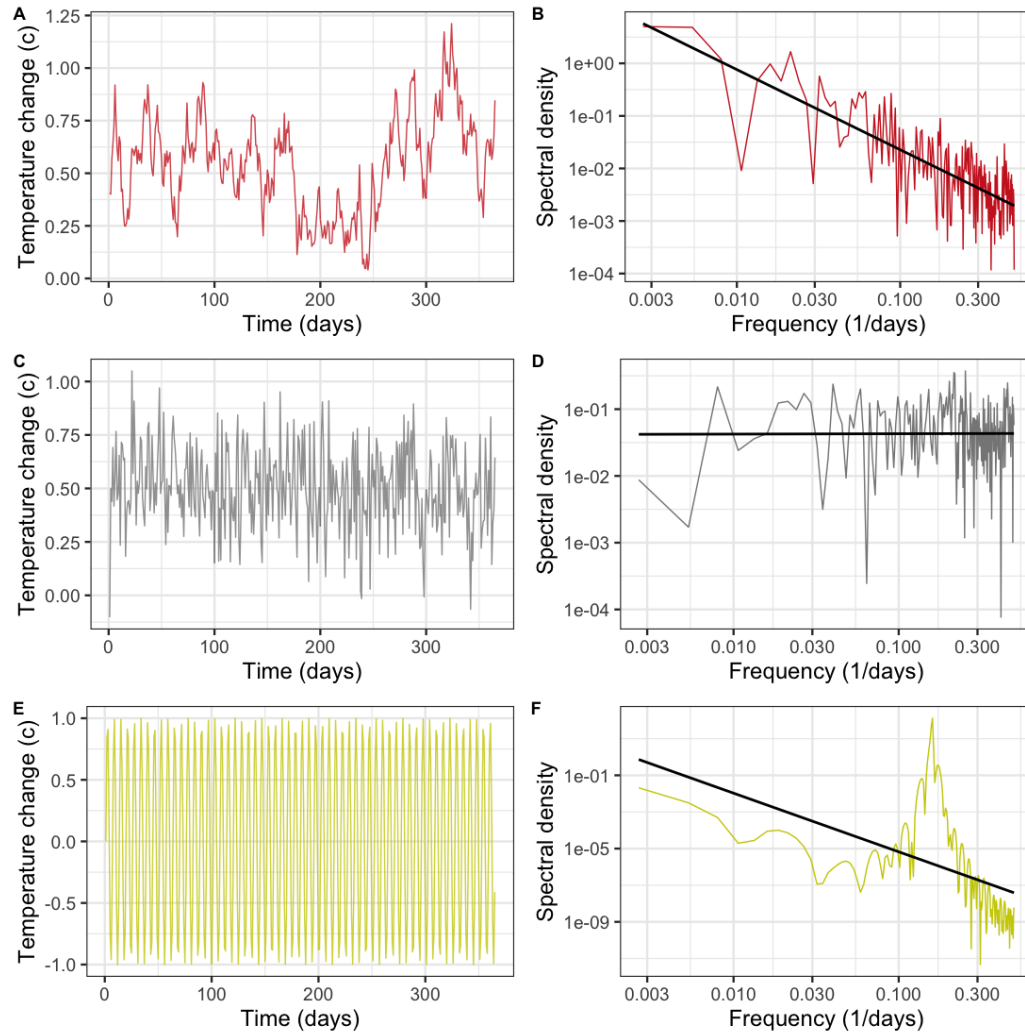 A
Temperature change (c)
1.25
1.00
0.75
0.50
0.25
0.00
0
100
200
300
Time (days)
B
Spectral density
1e+00
1e-01
1e-02
1e-03
1e-04
0.003
0.010
0.030
0.100
0.300
Frequency (1/days)
C
Temperature change (c)
1.00
0.75
0.50
0.25
0.00
0
100
200
300
Time (days)
D
Spectral density
1e-01
1e-02
1e-03
1e-04
0.003
0.010
0.030
0.100
0.300
Frequency (1/days)
E
Temperature change (c)
1.0
0.5
0.0
-0.5
-1.0
0
100
200
300
Time (days)
F
Spectral density
1e-01
1e-05
1e-09
0.003
0.010
0.030
0.100
0.300
Frequency (1/days)